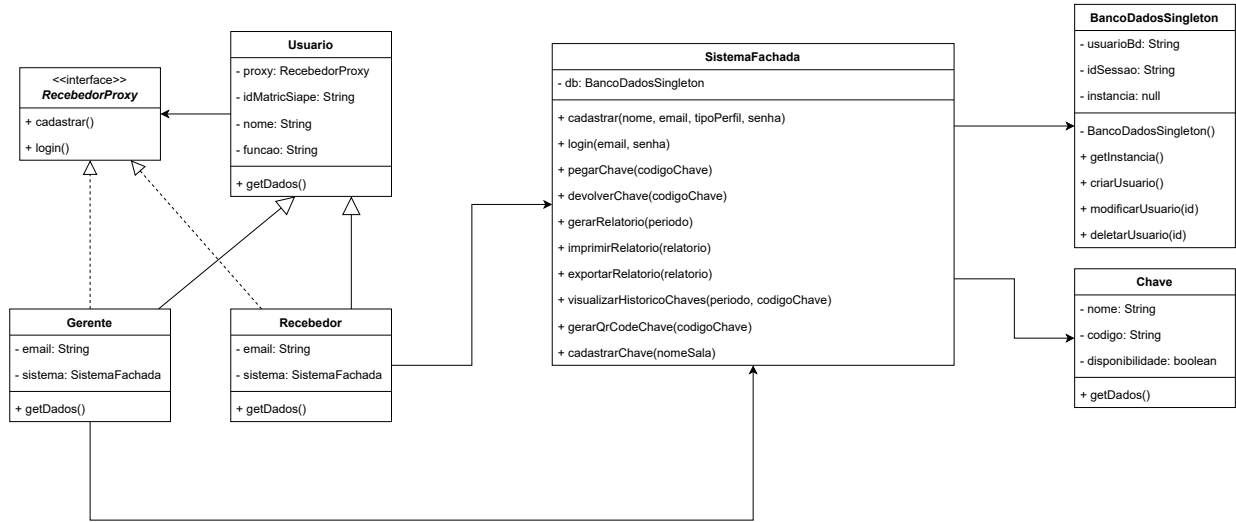 <<interface>>
RecebedorProxy
+ cadastrar()
+ login()
Usuario
- proxy: RecebedorProxy
- idMatricSiape: String
- nome: String
- funcao: String
+ getDados()
Gerente
- email: String
- sistema: SistemaFachada
+ getDados()
Recebedor
- email: String
- sistema: SistemaFachada
+ getDados()
SistemaFachada
- db: BancoDadosSingleton
+ cadastrar(nome, email, tipoPerfil, senha)
+ login(email, senha)
+ pegarChave(codigoChave)
+ devolverChave(codigoChave)
+ gerarRelatorio(periodo)
+ imprimirRelatorio(relatorio)
+ exportarRelatorio(relatorio)
+ visualizarHistoricoChaves(periodo, codigoChave)
+ gerarQrCodeChave(codigoChave)
+ cadastrarChave(nomeSala)
BancoDadosSingleton
- usuarioBd: String
- idSessao: String
- instancia: null
- BancoDadosSingleton()
+ getInstancia()
+ criarUsuario()
+ modificarUsuario(id)
+ deletarUsuario(id)
Chave
- nome: String
- codigo: String
- disponibilidade: boolean
+ getDados()